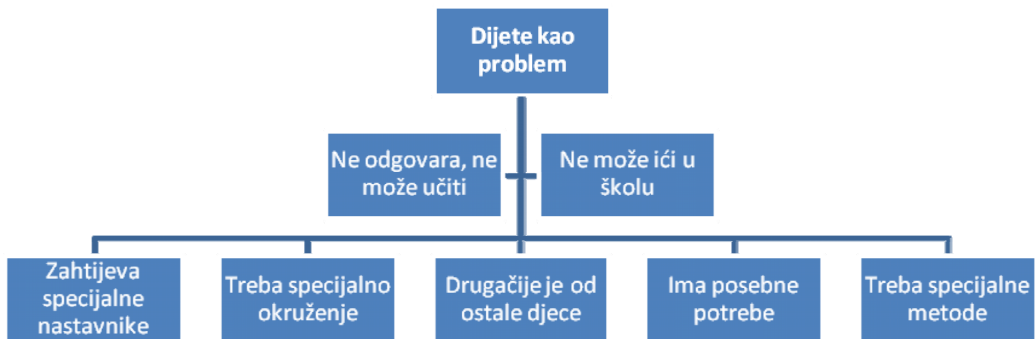 Dijete kao
problem
Ne odgovara, ne
može učiti
Ne može ići u
školu
Zahtijeva
specijalne
nastavnike
Treba specijalno
okruženje
Drugačije je od
ostale djece
Ima posebne
potrebe
Treba specijalne
metode